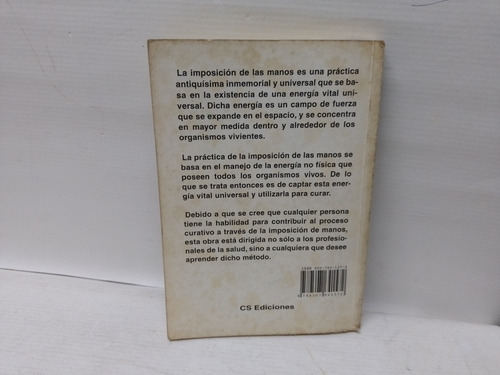 La imposición de las manos es una práctica
antiquísima inmemorial y universal que se ba-
sa en la existencia de una energía vital uni-
versal. Dicha energía es un campo de fuerza
que se expande en el espacio, y se concentra
en mayor medida dentro y alrededor de los
organismos vivientes.
La práctica de la imposición de las manos se
basa en el manejo de la energía no física que
poseen todos los organismos vivos. De lo
que se trata entonces es de captar esta ener-
gía vital universal y utilizarla para curar.
Debido a que se cree que cualquier persona
tiene la habilidad para contribuir al proceso
curativo a través de la imposición de manos,
esta obra está dirigida no sólo a los profesio-
nales de la salud, sino a cualquiera que desee
aprender dicho método.
ISBN
CS Ediciones